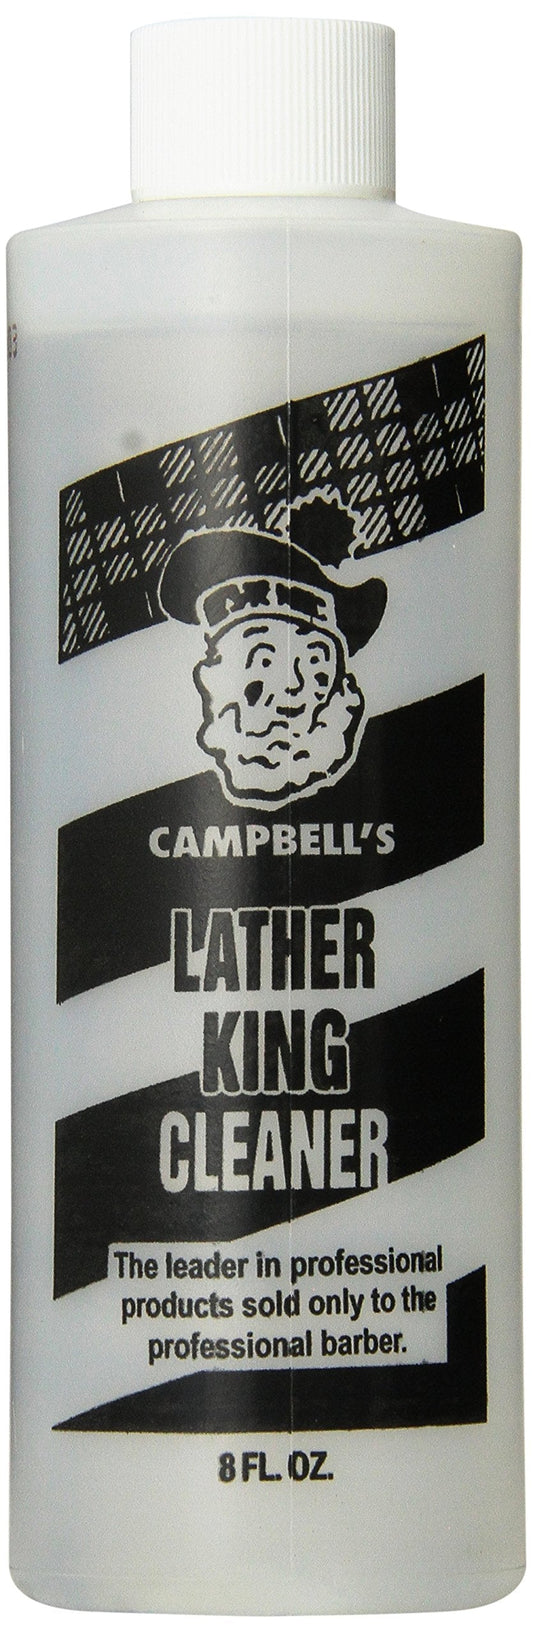 CAMPBELL'S
LATHER
KING
CLEANER
The leader in professional
products sold only to the
professional barber.
8 FL. OZ.